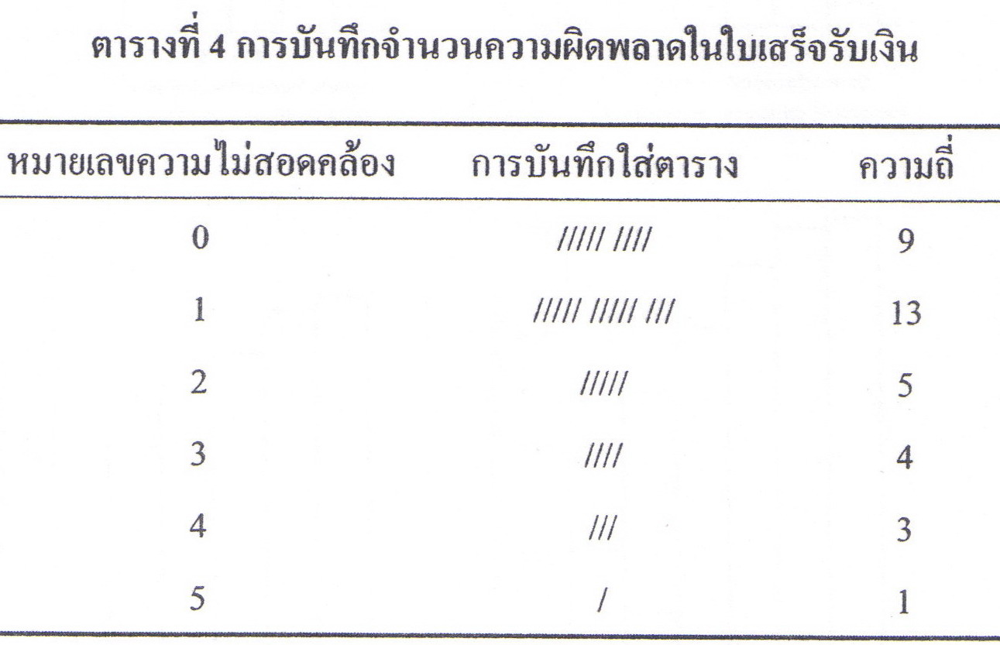 ตารางที่ 4 การบันทึกจำนวนความผิดพลาดในใบเสร็จรับเงิน
หมายเลขความไม่สอดคล้อง การบันทึกใส่ตาราง ความถี่
0 ///// //// 9
1 ///// ///// /// 13
2 ///// 5
3 //// 4
4 /// 3
5 / 1